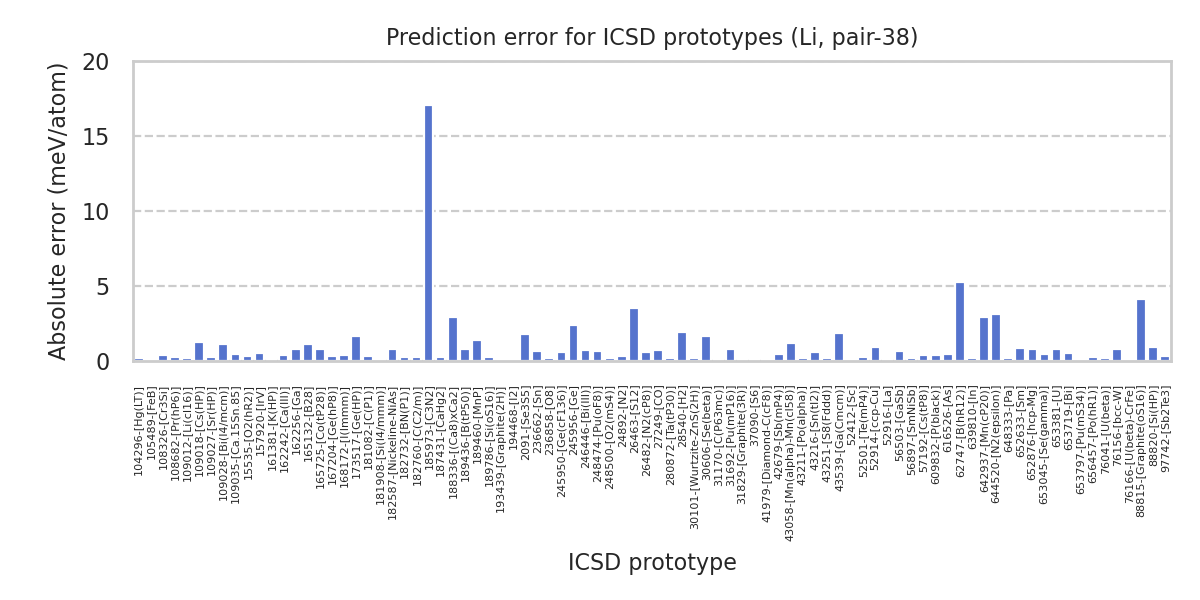 Prediction error for ICSD prototypes (Li, pair-38)
Absolute error (meV/atom)
20
15
10
5
0
104296-[Hg(LT)]
105489-[FeB]
108326-[Cr3Si]
108682-[Pr(hP6)]
109012-[Li(cI16)]
109018-[Cs(HP)]
109027-[Sr(HP)]
109028-[Bi(I4/mcm)]
109035-[Ca.15Sn.85]
15535-[O2(hR2)]
157920-[IrV]
161381-[K(HP)]
162242-[Ca(III)]
162256-[Ga]
165132-[B28]
165725-[Co(tP28)]
167204-[Ge(hP8)]
168172-[I(Immm)]
173517-[Ge(HP)]
181082-[C(P1)]
181908-[Si(I4/mmm)]
182587-[Nickeline-NiAs]
182732-[BN(P1)]
182760-[C(C2/m)]
185973-[C3N2]
187431-[CaHg2]
188336-[(Ca8)xCa2]
189436-[B(tP50)]
189460-[MnP]
189786-[Si(oS16)]
193439-[Graphite(2H)]
194468-[I2]
2091-[Se3S5]
236662-[Sn]
236858-[O8]
245950-[Ge(cF136)]
245956-[Ge]
246446-[Bi(III)]
248474-[Pu(oF8)]
248500-[O2(mS4)]
24892-[N2]
26463-[S12]
26482-[N2(cP8)]
27249-[CO]
280872-[Ta(tP30)]
28540-[H2]
30101-[Wurtzite-ZnS(2H)]
30606-[Se(beta)]
31170-[C(P63mc)]
31692-[Pu(mP16)]
31829-[Graphite(3R)]
37090-[S6]
41979-[Diamond-C(cF8)]
42679-[Sb(mP4)]
43058-[Mn(alpha)-Mn(cI58)]
43211-[Po(alpha)]
43216-[Sn(tI2)]
43251-[S8(Fddd)]
43539-[Ga(Cmcm)]
52412-[Sc]
52501-[Te(mP4)]
52914-[ccp-Cu]
52916-[La]
56503-[GaSb]
56897-[SmNiSb]
57192-[Cs(tP8)]
609832-[P(black)]
616526-[As]
62747-[B(hR12)]
639810-[In]
642937-[Mn(cP20)]
644520-[N2(epsilon)]
648333-[Pa]
652633-[Sm]
652876-[hcp-Mg]
653045-[Se(gamma)]
653381-[U]
653719-[Bi]
653797-[Pu(mS34)]
656457-[Po(hR1)]
76041-[U(beta)]
76156-[bcc-W]
76166-[U(beta)-CrFe]
88815-[Graphite(oS16)]
88820-[Si(HP)]
97742-[Sb2Te3]
ICSD prototype